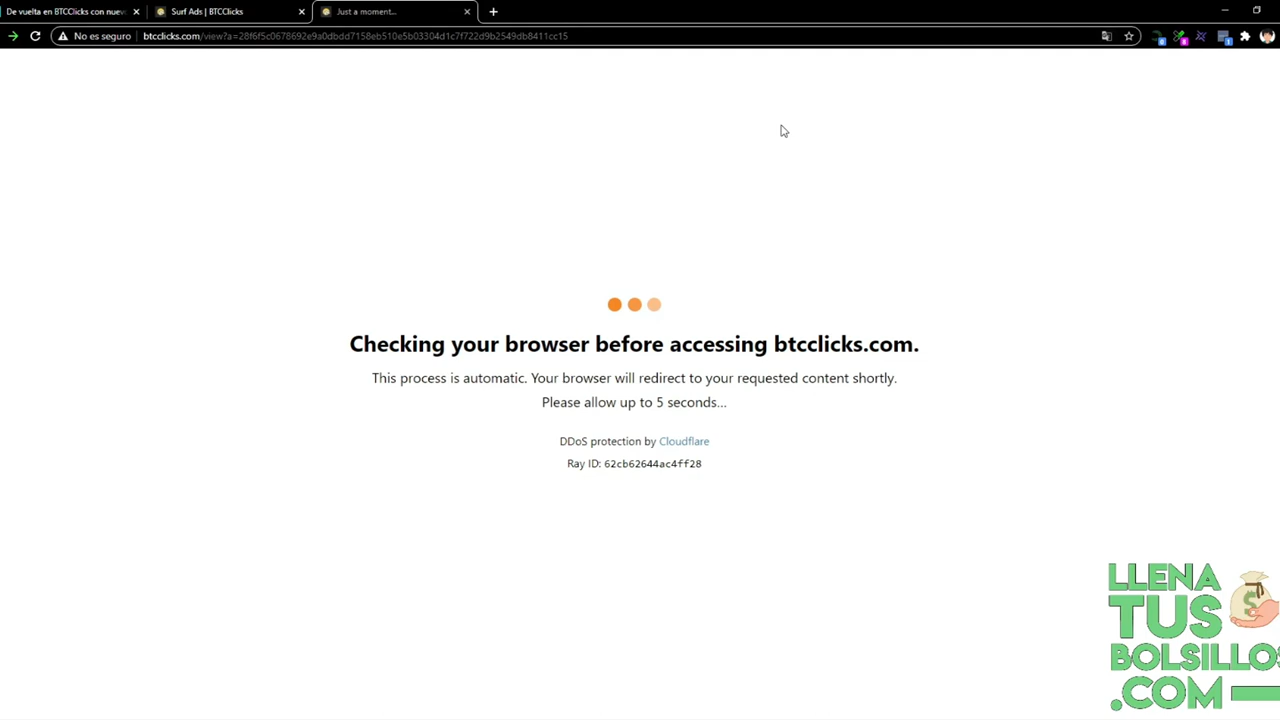 De vuelta en BTCClicks con nuev
Surf Ads | BTCClicks
Just a moment...
No es seguro
btcclicks.com/view?a=28f6f5c0678692e9a0dbdd7158eb510e5b03304d1c7f722d9b2549db8411cc15
Checking your browser before accessing btcclicks.com.
This process is automatic. Your browser will redirect to your requested content shortly.
Please allow up to 5 seconds...
DDoS protection by Cloudflare
Ray ID: 62cb62644ac4ff28
LLENA
TUS
BOLSILLOS
.COM